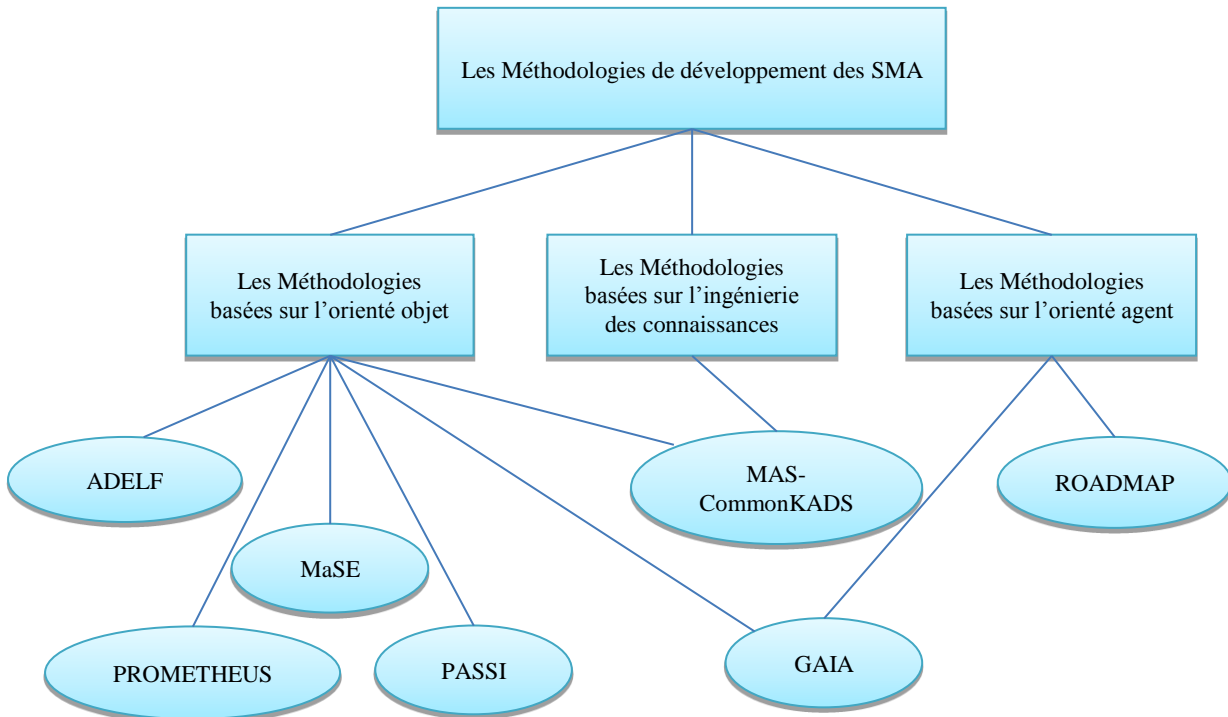 Les Méthodologies de développement des SMA
Les Méthodologies
basées sur l’orienté objet
Les Méthodologies
basées sur l’ingénierie
des connaissances
Les Méthodologies
basées sur l’orienté agent
ADELF
MAS-
CommonKADS
ROADMAP
MaSE
PROMETHEUS
PASSI
GAIA